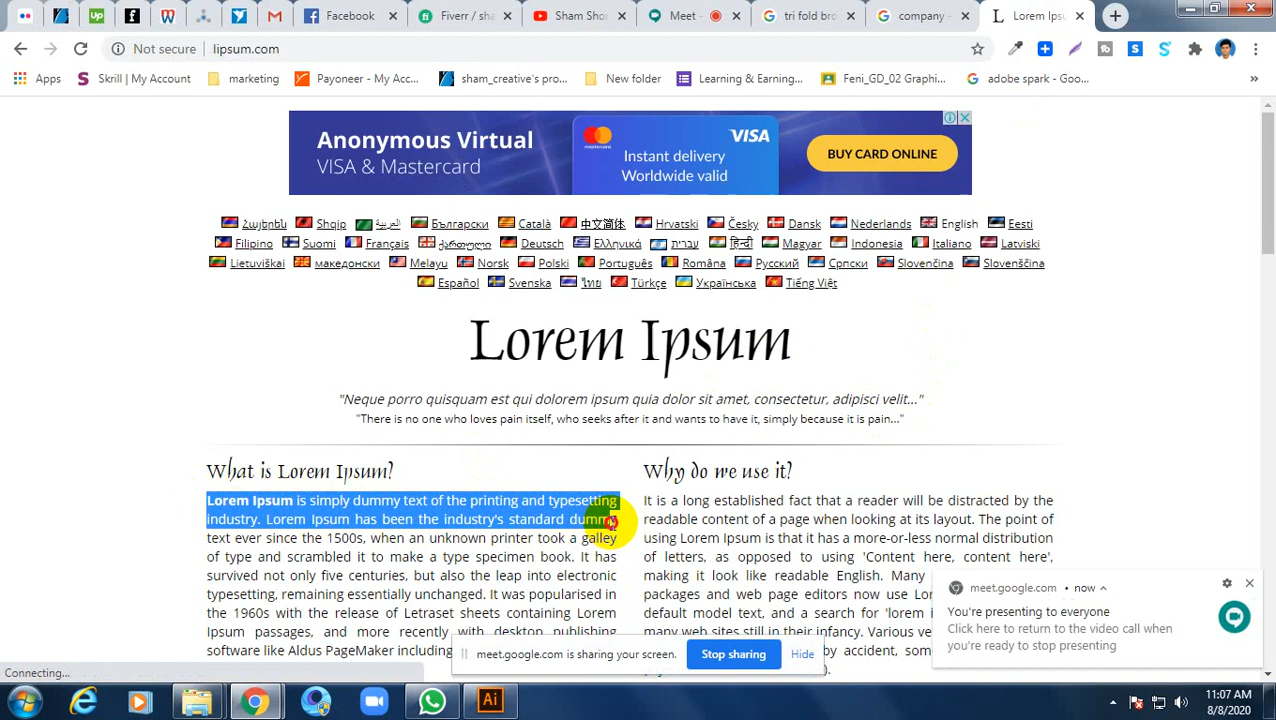 Facebook
Fiverr / sha
Sham Sho
Meet -
tri fold bro
company -
Lorem Ips
Not secure
lipsum.com
Apps
Skrill | My Account
marketing
Payoneer - My Acc...
sham_creative's pro...
New folder
Learning & Earning...
Feni_GD_02 Graphi...
adobe spark - Goo...
Anonymous Virtual
VISA & Mastercard
VISA
Instant delivery
Worldwide valid
BUY CARD ONLINE
Հայերեն Shqip العربية Български Català 中文简体 Hrvatski Česky Dansk Nederlands English Eesti
Filipino Suomi Français ქართული Deutsch Ελληνικά עברית हिन्दी Magyar Indonesia Italiano Latviski
Lietuviškai македонски Melayu Norsk Polski Português Româna Pyccкий Српски Slovenčina Slovenščina
Español Svenska ไทย Türkçe Українська Tiếng Việt
Lorem Ipsum
"Neque porro quisquam est qui dolorem ipsum quia dolor sit amet, consectetur, adipisci velit..."
"There is no one who loves pain itself, who seeks after it and wants to have it, simply because it is pain..."
What is Lorem Ipsum?
Lorem Ipsum is simply dummy text of the printing and typesetting
industry. Lorem Ipsum has been the industry's standard dummy
text ever since the 1500s, when an unknown printer took a galley
of type and scrambled it to make a type specimen book. It has
survived not only five centuries, but also the leap into electronic
typesetting, remaining essentially unchanged. It was popularised in
the 1960s with the release of Letraset sheets containing Lorem
Ipsum passages, and more recently with desktop publishing
software like Aldus PageMaker including
Why do we use it?
It is a long established fact that a reader will be distracted by the
readable content of a page when looking at its layout. The point of
using Lorem Ipsum is that it has a more-or-less normal distribution
of letters, as opposed to using 'Content here, content here',
making it look like readable English. Many
packages and web page editors now use Lor
default model text, and a search for 'lorem i
many web sites still in their infancy. Various ve
by accident, som
meet.google.com • now
You're presenting to everyone
Click here to return to the video call when
you're ready to stop presenting
meet.google.com is sharing your screen.
Stop sharing
Hide
Connecting...
11:07 AM
8/8/2020